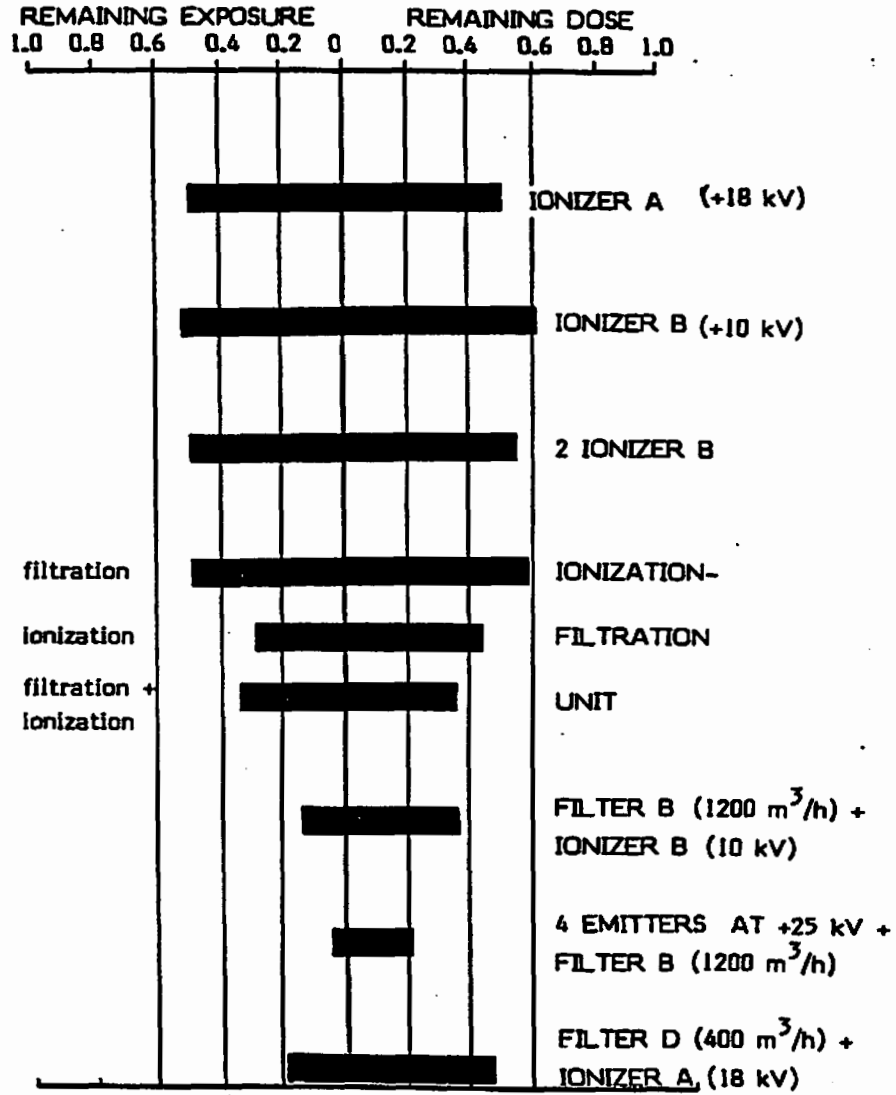 REMAINING EXPOSURE REMAINING DOSE
1.0 0.8 0.6 0.4 0.2 0 0.2 0.4 0.6 0.8 1.0
IONIZER A (+18 kV)
IONIZER B (+10 kV)
2 IONIZER B
filtration IONIZATION-
ionization FILTRATION
filtration + UNIT
ionization
FILTER B (1200 m³/h) +
IONIZER B (10 kV)
4 EMITTERS AT +25 kV +
FILTER B (1200 m³/h)
FILTER D (400 m³/h) +
IONIZER A, (18 kV)